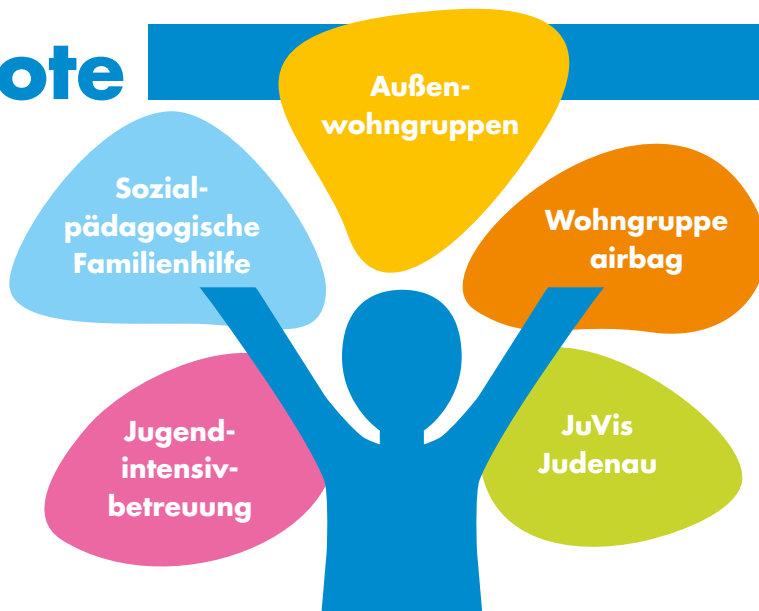 ote
Außen-
wohngruppen
Sozial-
pädagogische
Familienhilfe
Wohngruppe
airbag
Jugend-
intensiv-
betreuung
JuVis
Judenau